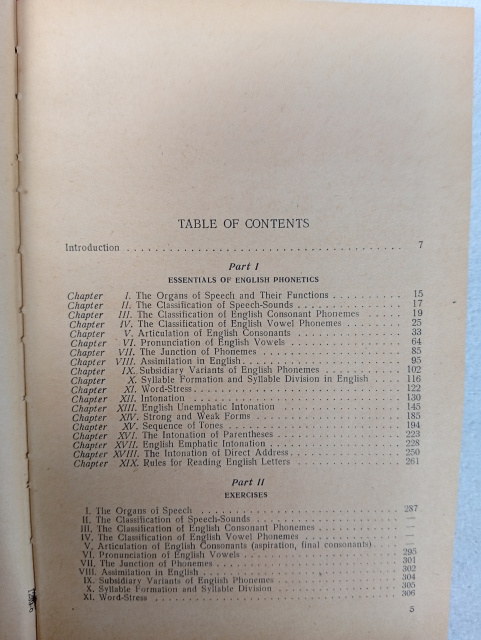 TABLE OF CONTENTS
Introduction . . . . . . . . . . . . . . . . . . . . . . . . . . . . . . . . . . . . . 7
Part I
ESSENTIALS OF ENGLISH PHONETICS
Chapter I. The Organs of Speech and Their Functions . . . . . . . . . . 15
Chapter II. The Classification of Speech-Sounds . . . . . . . . . . . . . 17
Chapter III. The Classification of English Consonant Phonemes . . . . . . 19
Chapter IV. The Classification of English Vowel Phonemes . . . . . . . . 25
Chapter V. Articulation of English Consonants . . . . . . . . . . . . . 33
Chapter VI. Pronunciation of English Vowels . . . . . . . . . . . . . . 64
Chapter VII. The Junction of Phonemes . . . . . . . . . . . . . . . . . 85
Chapter VIII. Assimilation in English . . . . . . . . . . . . . . . . . . . 95
Chapter IX. Subsidiary Variants of English Phonemes . . . . . . . . . . 102
Chapter X. Syllable Formation and Syllable Division in English . . . . 116
Chapter XI. Word-Stress . . . . . . . . . . . . . . . . . . . . . . . . . 122
Chapter XII. Intonation . . . . . . . . . . . . . . . . . . . . . . . . . . 130
Chapter XIII. English Unemphatic Intonation . . . . . . . . . . . . . . . 145
Chapter XIV. Strong and Weak Forms . . . . . . . . . . . . . . . . . . . 185
Chapter XV. Sequence of Tones . . . . . . . . . . . . . . . . . . . . . 194
Chapter XVI. The Intonation of Parentheses . . . . . . . . . . . . . . . 223
Chapter XVII. English Emphatic Intonation . . . . . . . . . . . . . . . . 228
Chapter XVIII. The Intonation of Direct Address . . . . . . . . . . . . . . 250
Chapter XIX. Rules for Reading English Letters . . . . . . . . . . . . . 261
Part II
EXERCISES
I. The Organs of Speech . . . . . . . . . . . . . . . . . . . . . . . . 287
II. The Classification of Speech-Sounds . . . . . . . . . . . . . . . . —
III. The Classification of English Consonant Phonemes . . . . . . . . . —
IV. The Classification of English Vowel Phonemes . . . . . . . . . . . —
V. Articulation of English Consonants (aspiration, final consonants) . . . —
VI. Pronunciation of English Vowels . . . . . . . . . . . . . . . . . . 295
VII. The Junction of Phonemes . . . . . . . . . . . . . . . . . . . . . 301
VIII. Assimilation in English . . . . . . . . . . . . . . . . . . . . . . . 302
IX. Subsidiary Variants of English Phonemes . . . . . . . . . . . . . . 304
X. Syllable Formation and Syllable Division . . . . . . . . . . . . . . 305
XI. Word-Stress . . . . . . . . . . . . . . . . . . . . . . . . . . . . . 306
5